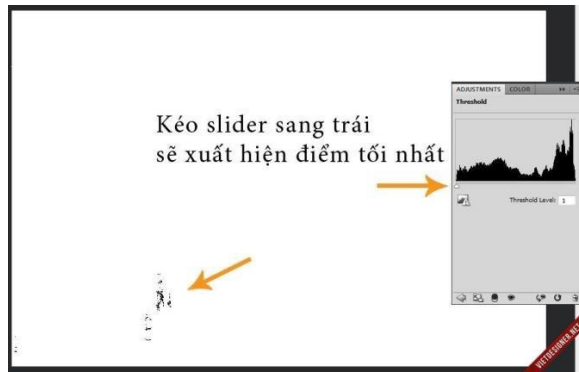 ADJUSTMENTS COLOR
Threshold
Kéo slider sang trái
sẽ xuất hiện điểm tối nhất
Threshold Level: 1
VIETDESIGNER.NET